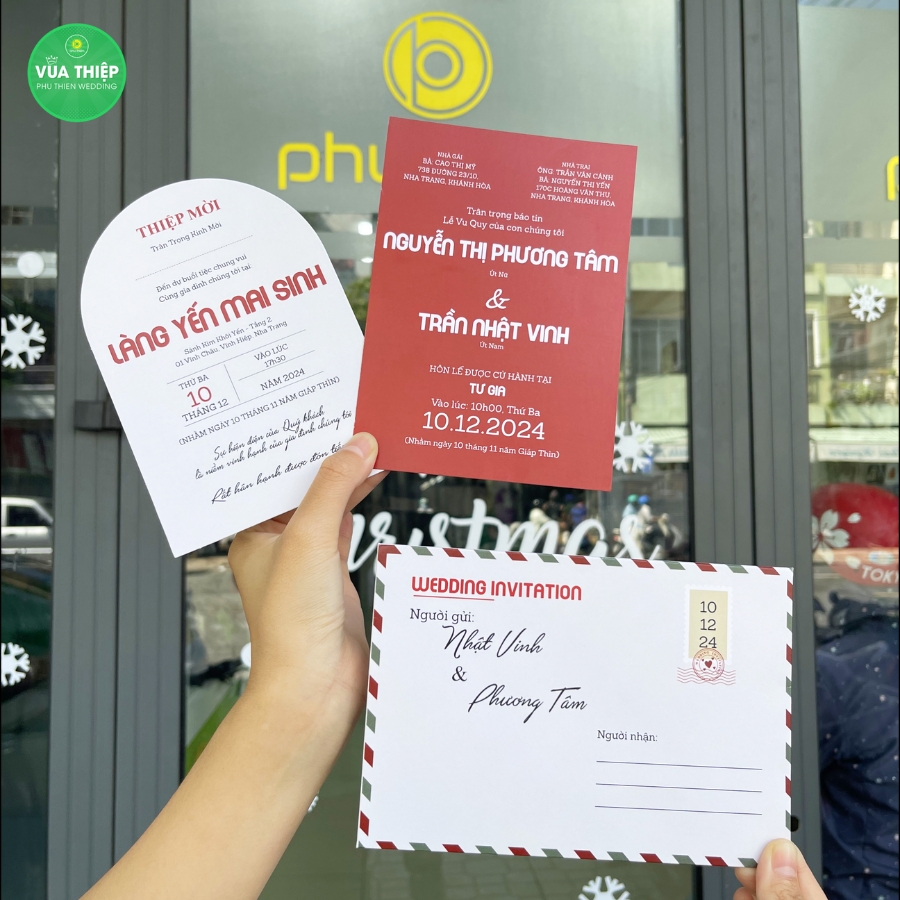 VUA THIỆP
PHU THIEN WEDDING
phu
THIỆP MỜI
Trân Trọng Kính Mời
Đến dự buổi tiệc chung vui
Cùng gia đình chúng tôi tại
LÀNG YẾN MAI SINH
Sảnh Kim Khôi Yến - Tầng 2
01 Vĩnh Châu, Vĩnh Hiệp, Nha Trang
THỨ BA
10
THÁNG 12
VÀO LÚC
17h30
NĂM 2024
(NHẰM NGÀY 10 THÁNG 11 NĂM GIÁP THÌN)
Sự hân diện của Quý khách
là niềm vinh hạnh của gia đình chúng tôi
Rất hân hạnh được đón
NHÀ GÁI
BÀ: CAO THỊ MỸ
738 ĐƯỜNG 23/10,
NHA TRANG, KHÁNH HÒA
NHÀ TRAI
ÔNG: TRẦN VĂN CẢNH
BÀ: NGUYỄN THỊ YẾN
170C HOÀNG VĂN THỤ,
NHA TRANG, KHÁNH HÒA
Trân trọng báo tin
Lễ Vu Quy của con chúng tôi
NGUYỄN THỊ PHƯƠNG TÂM
Út Nữ
&
TRẦN NHẬT VINH
Út Nam
HÔN LỄ ĐƯỢC CỬ HÀNH TẠI
TƯ GIA
Vào lúc: 10h00, Thứ Ba
10.12.2024
(Nhằm ngày 10 tháng 11 năm Giáp Thìn)
Christmas
TOKY
WEDDING INVITATION
Người gửi:
Nhật Vinh
&
Phương Tâm
10
12
24
Người nhận: